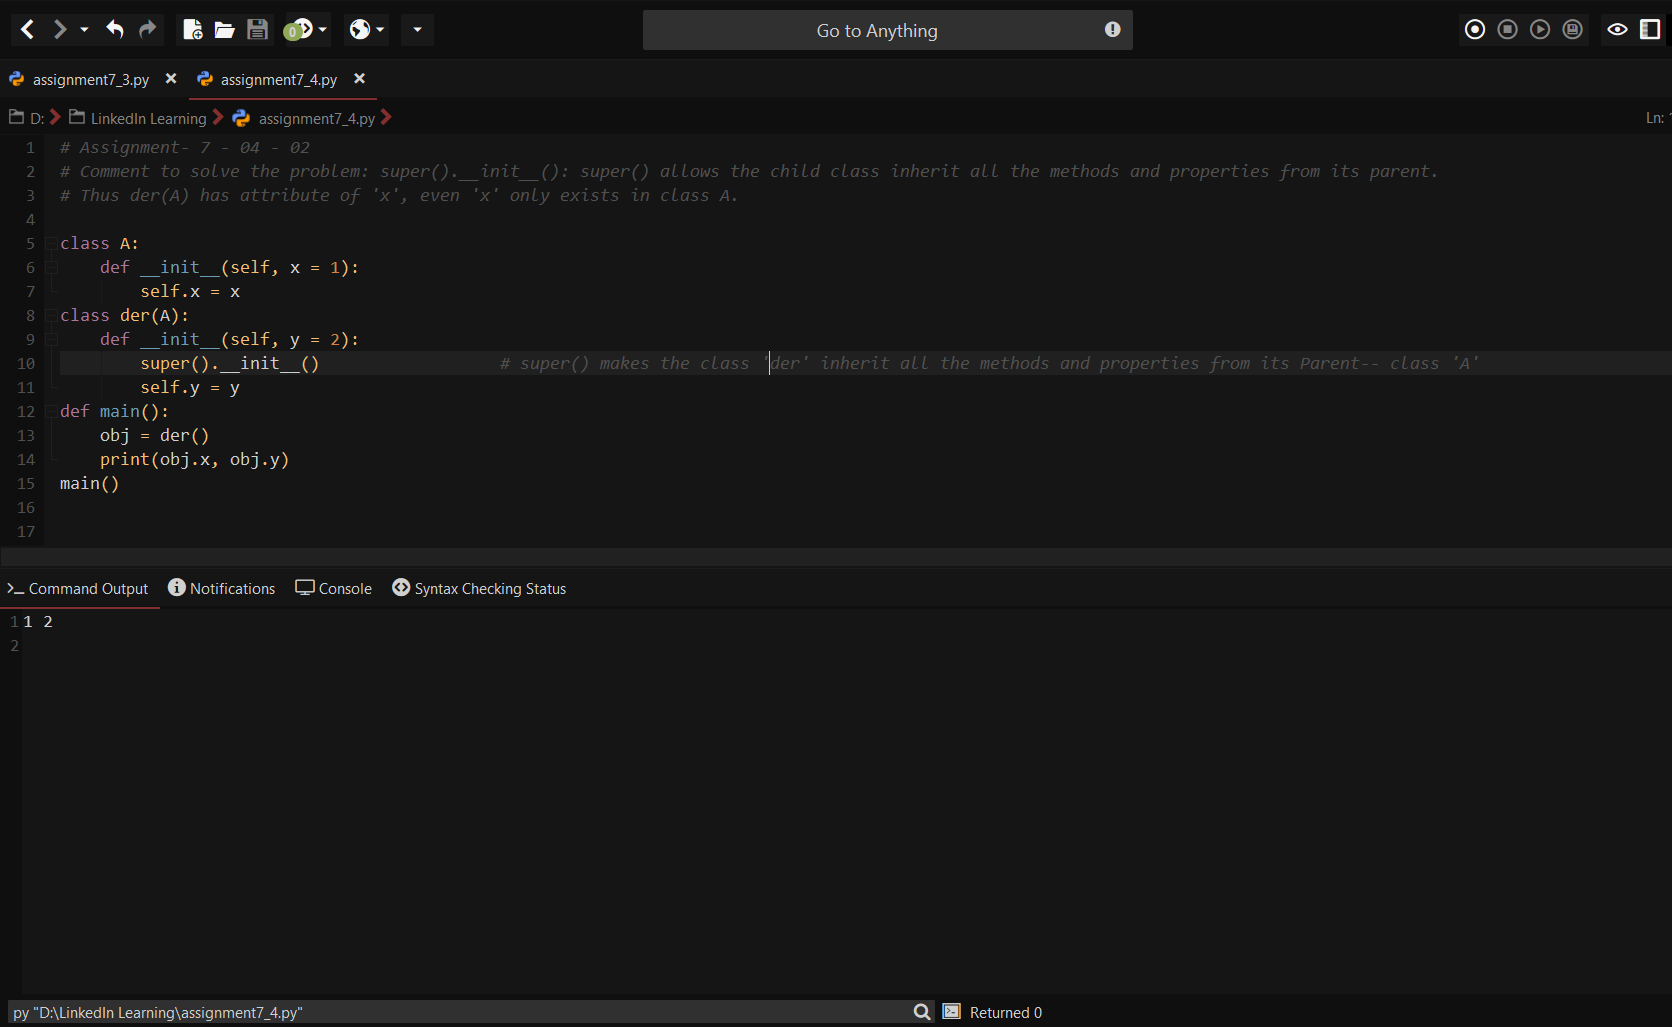 Go to Anything
0
assignment7_3.py
assignment7_4.py
D: LinkedIn Learning assignment7_4.py
Ln:
1 # Assignment- 7 - 04 - 02
2 # Comment to solve the problem: super().__init__(): super() allows the child class inherit all the methods and properties from its parent.
3 # Thus der(A) has attribute of 'x', even 'x' only exists in class A.
4
5 class A:
6 def __init__(self, x = 1):
7 self.x = x
8 class der(A):
9 def __init__(self, y = 2):
10 super().__init__() # super() makes the class 'der' inherit all the methods and properties from its Parent-- class 'A'
11 self.y = y
12 def main():
13 obj = der()
14 print(obj.x, obj.y)
15 main()
16
17
Command Output Notifications Console Syntax Checking Status
1 1 2
2
py "D:\LinkedIn Learning\assignment7_4.py" Returned 0